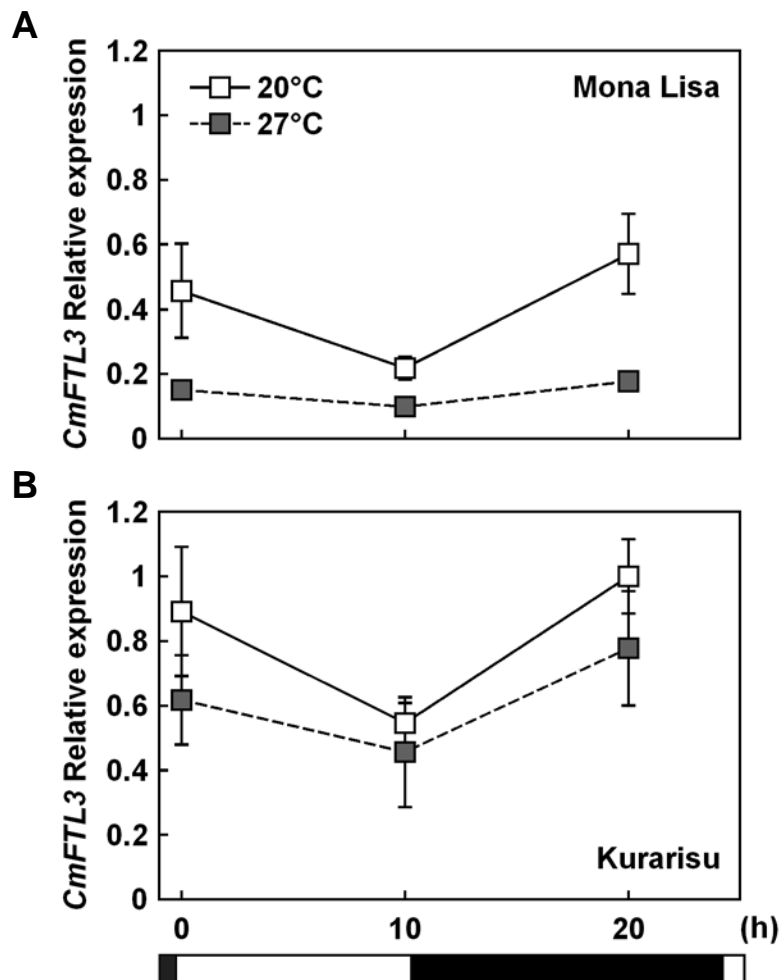 A
CmFTL3 Relative expression
1.2
1
0.8
0.6
0.4
0.2
0
20°C
27°C
Mona Lisa
B
CmFTL3 Relative expression
1.2
1
0.8
0.6
0.4
0.2
0
Kurarisu
0 10 20 (h)